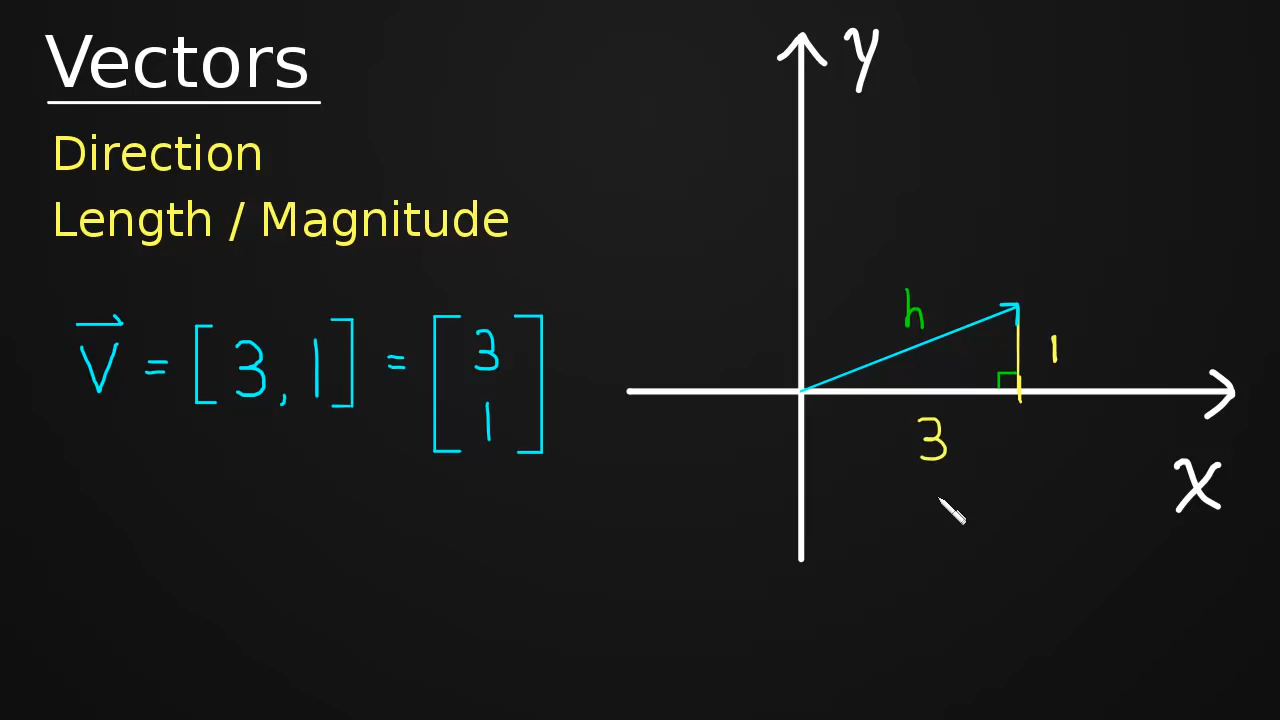 Vectors
Direction
Length / Magnitude
V = [3, 1] = [3
1]
y
h
1
3
x